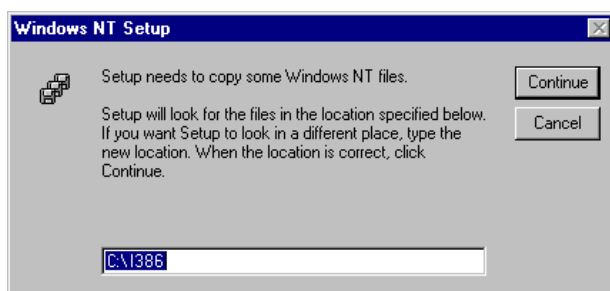 Windows NT Setup
Setup needs to copy some Windows NT files.
Continue
Setup will look for the files in the location specified below.
If you want Setup to look in a different place, type the
new location. When the location is correct, click
Continue.
Cancel
C:\I386